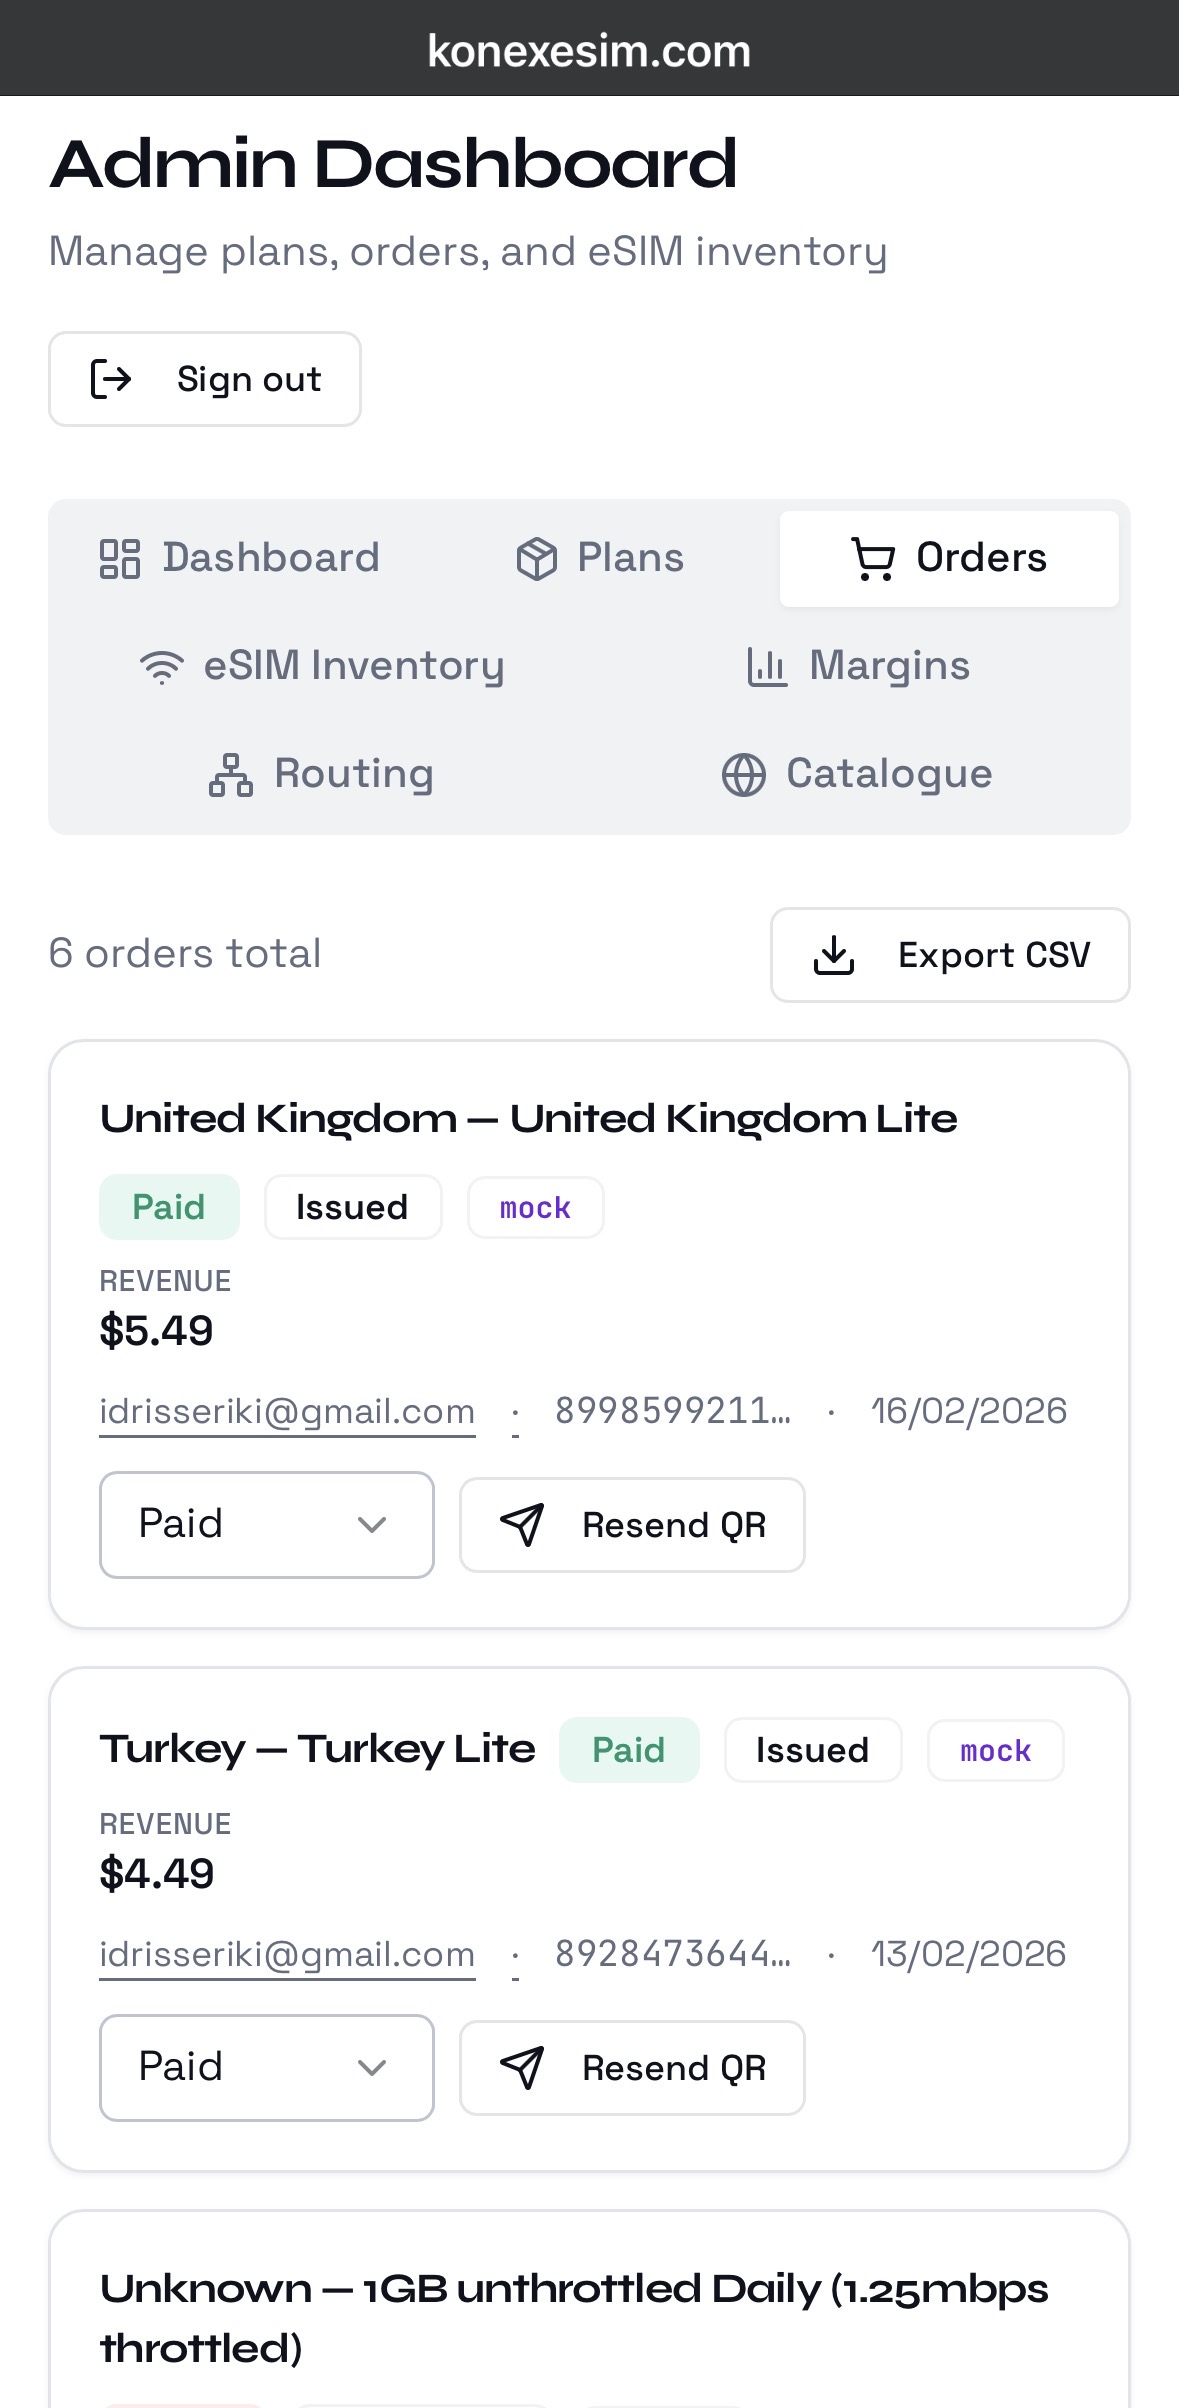 konexesim.com
Admin Dashboard
Manage plans, orders, and eSIM inventory
Sign out
Dashboard
Plans
Orders
eSIM Inventory
Margins
Routing
Catalogue
6 orders total
Export CSV
United Kingdom — United Kingdom Lite
Paid
Issued
mock
REVENUE
$5.49
idrisseriki@gmail.com · 8998599211… · 16/02/2026
Paid
Resend QR
Turkey — Turkey Lite
Paid
Issued
mock
REVENUE
$4.49
idrisseriki@gmail.com · 8928473644… · 13/02/2026
Paid
Resend QR
Unknown — 1GB unthrottled Daily (1.25mbps
throttled)